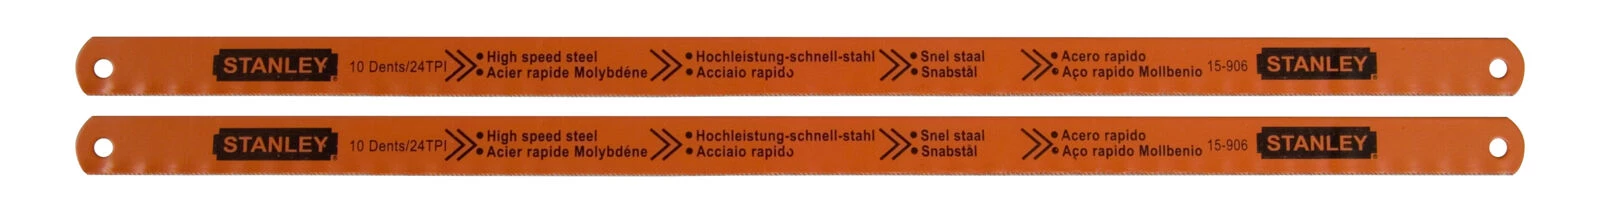 STANLEY 10 Dents/24TPI
High speed steel
Acier rapide Molybdéne
Hochleistung-schnell-stahl
Acciaio rapido
Snel staal
Snabstål
Acero rapido
Aço rapido Mollbenio
15-906 STANLEY
STANLEY 10 Dents/24TPI
High speed steel
Acier rapide Molybdéne
Hochleistung-schnell-stahl
Acciaio rapido
Snel staal
Snabstål
Acero rapido
Aço rapido Mollbenio
15-906 STANLEY